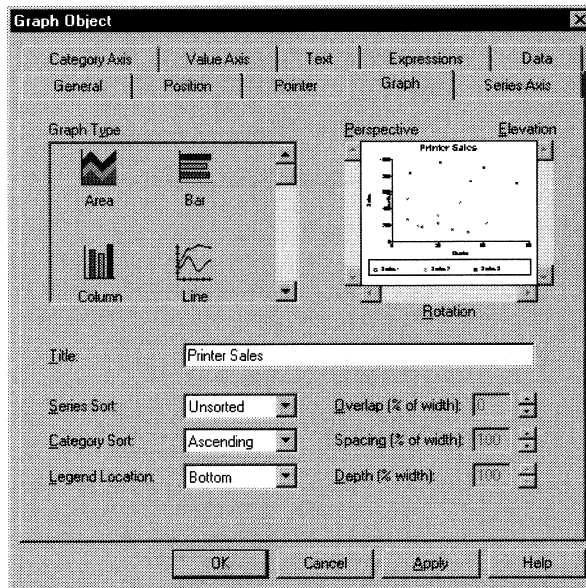 Graph Object
Category Axis Value Axis Text Expressions Data
General Position Pointer Graph Series Axis
Graph Type
Perspective Elevation
Area Bar
Column Line
Printer Sales
Rotation
Title: Printer Sales
Series Sort: Unsorted Overlap (% of width): 0
Category Sort: Ascending Spacing (% of width): 100
Legend Location: Bottom Depth (% width): 100
OK Cancel Apply Help